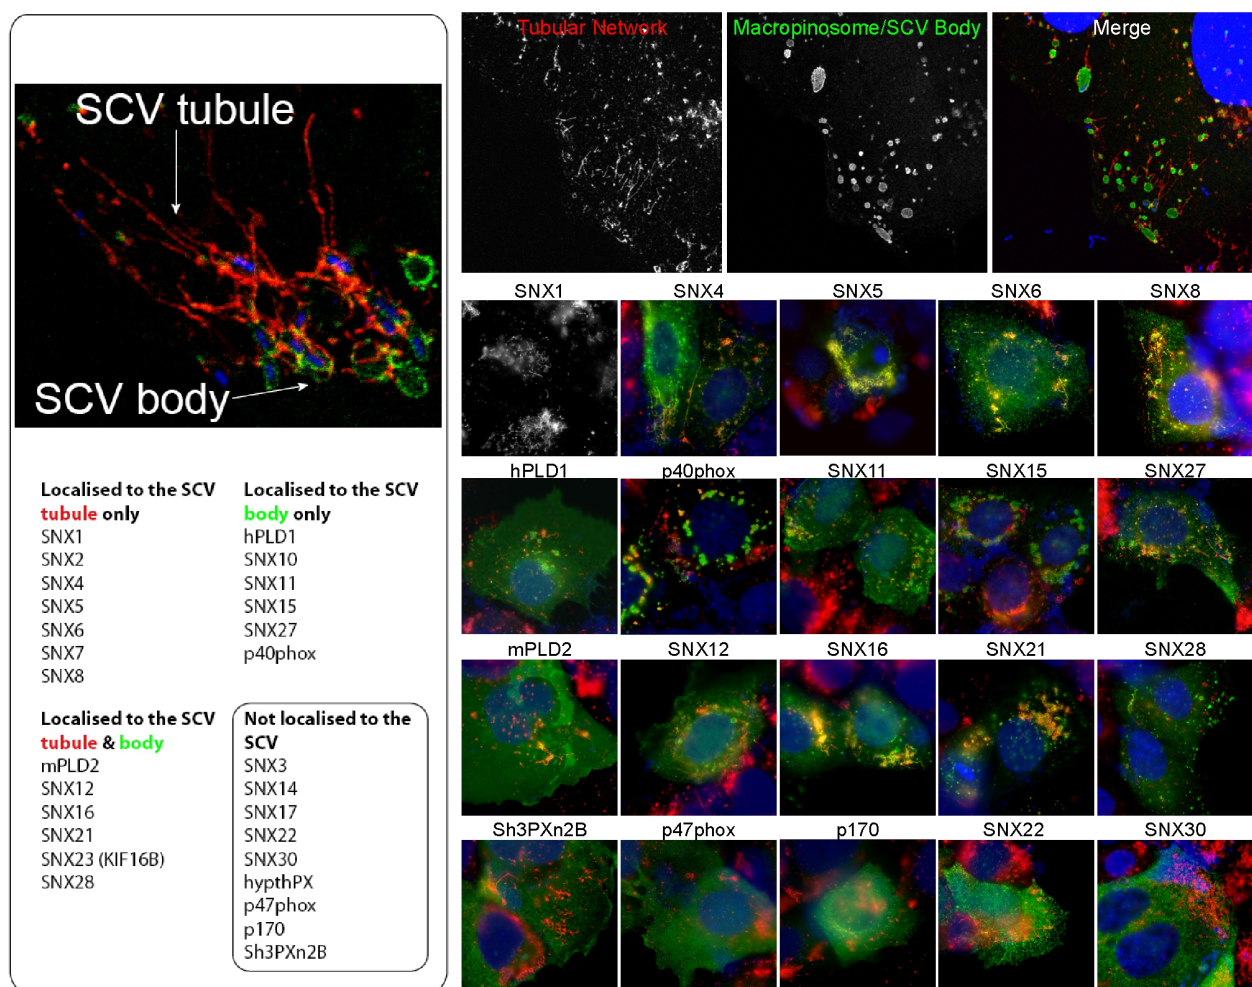 SCV tubule
SCV body
Localised to the SCV
tubule only
SNX1
SNX2
SNX4
SNX5
SNX6
SNX7
SNX8
Localised to the SCV
body only
hPLD1
SNX10
SNX11
SNX15
SNX27
p40phox
Localised to the SCV
tubule & body
mPLD2
SNX12
SNX16
SNX21
SNX23 (KIF16B)
SNX28
Not localised to the
SCV
SNX3
SNX14
SNX17
SNX22
SNX30
hypthPX
p47phox
p170
Sh3PXn2B
Tubular Network
Macropinosome/SCV Body
Merge
SNX1
SNX4
SNX5
SNX6
SNX8
hPLD1
p40phox
SNX11
SNX15
SNX27
mPLD2
SNX12
SNX16
SNX21
SNX28
Sh3PXn2B
p47phox
p170
SNX22
SNX30